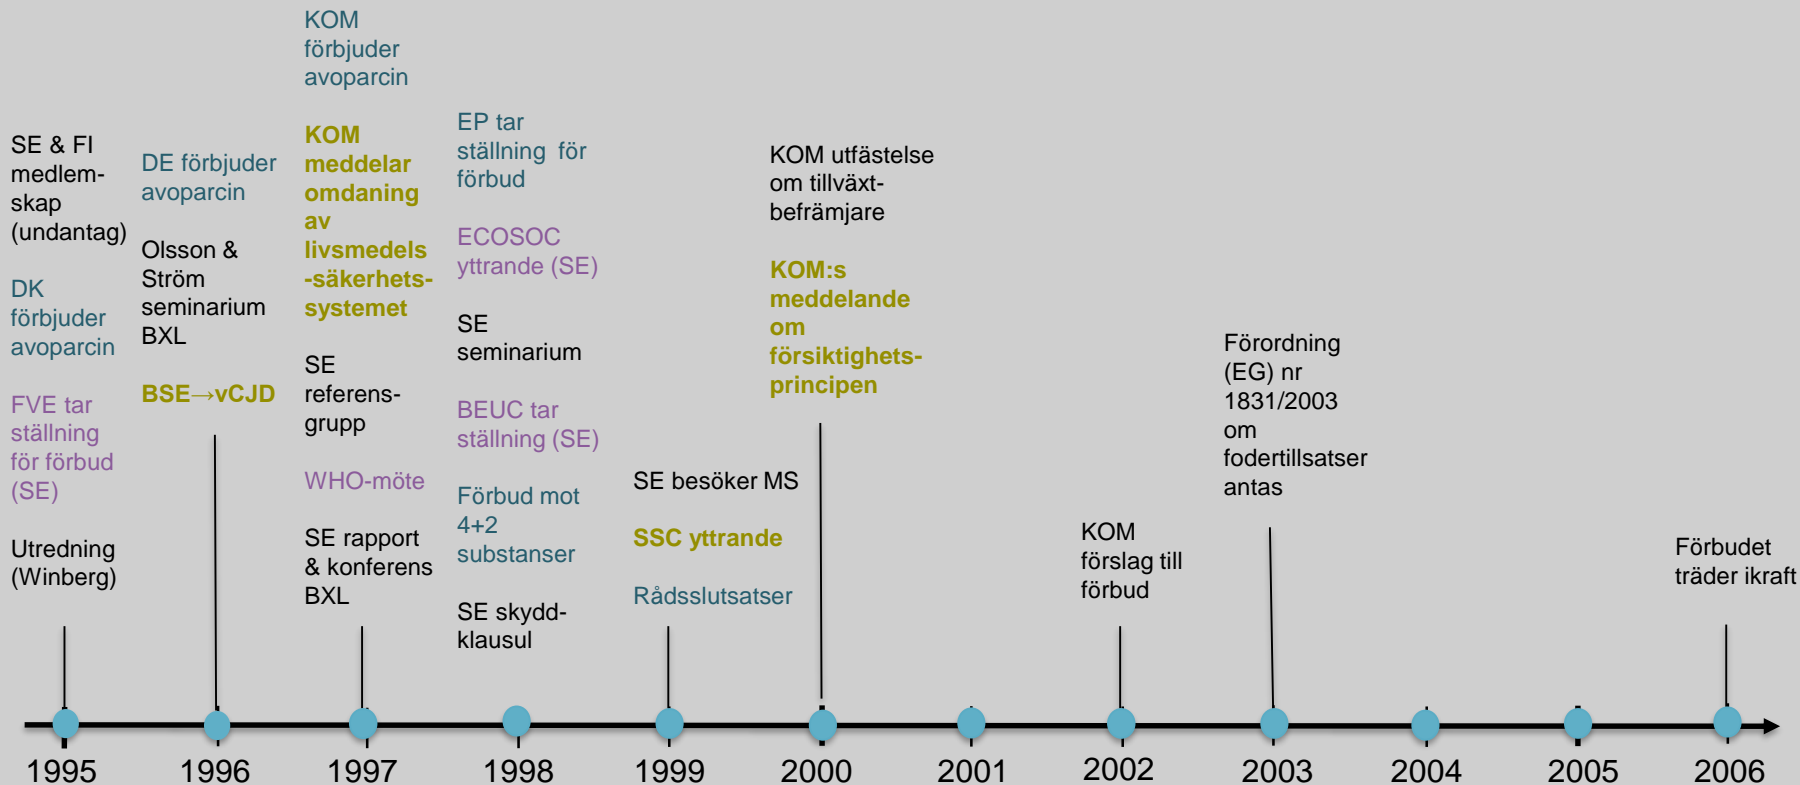 SE & FI
medlem-
skap
(undantag)
DK
förbjuder
avoparcin
FVE tar
ställning
för förbud
(SE)
Utredning
(Winberg)
DE förbjuder
avoparcin
Olsson &
Ström
seminarium
BXL
BSE→vCJD
KOM
förbjuder
avoparcin
KOM
meddelar
omdaning
av
livsmedels
-säkerhets-
systemet
SE
referens-
grupp
WHO-möte
SE rapport
& konferens
BXL
EP tar
ställning för
förbud
ECOSOC
yttrande (SE)
SE
seminarium
BEUC tar
ställning (SE)
Förbud mot
4+2
substanser
SE skydd-
klausul
SE besöker MS
SSC yttrande
Rådsslutsatser
KOM utfästelse
om tillväxt-
befrämjare
KOM:s
meddelande
om
försiktighets-
principen
KOM
förslag till
förbud
Förordning
(EG) nr
1831/2003
om
fodertillsatser
antas
Förbudet
träder ikraft
1995 1996 1997 1998 1999 2000 2001 2002 2003 2004 2005 2006